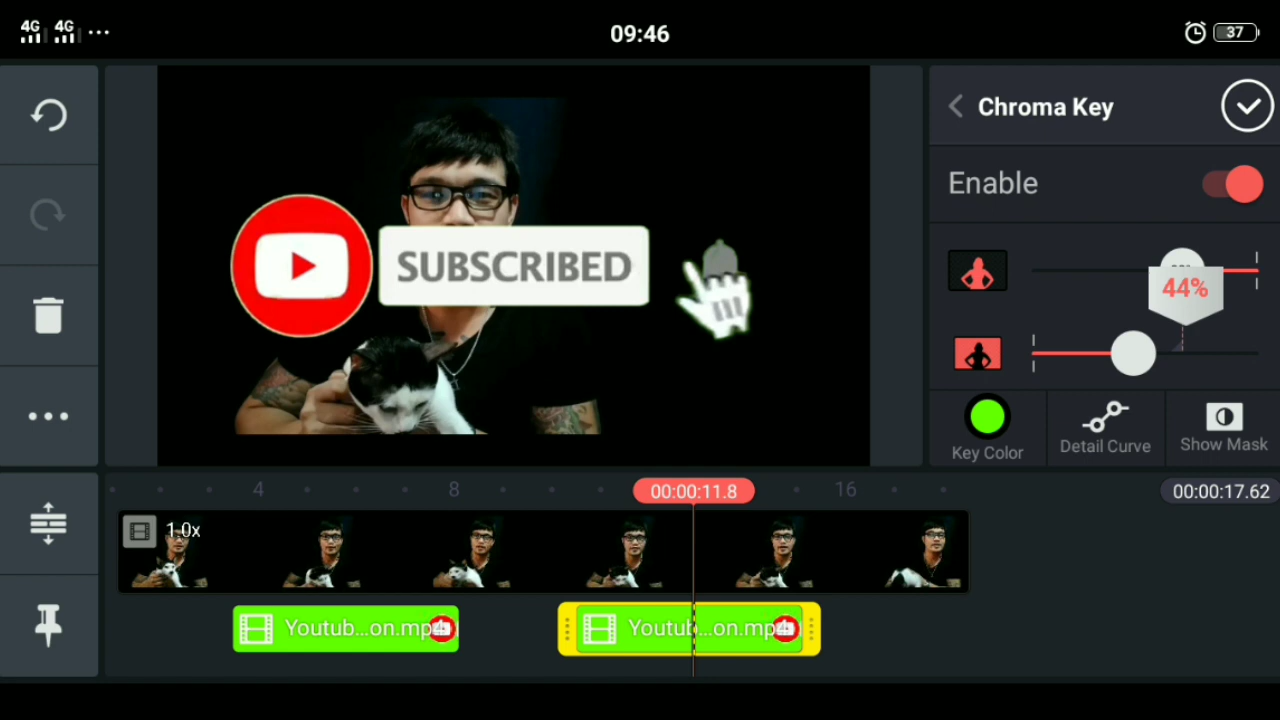 4G 4G
09:46
37
Chroma Key
Enable
44%
SUBSCRIBED
Key Color
Detail Curve
Show Mask
4
8
00:00:11.8
16
00:00:17.62
1.0x
Youtub...on.mp4
Youtub...on.mp4